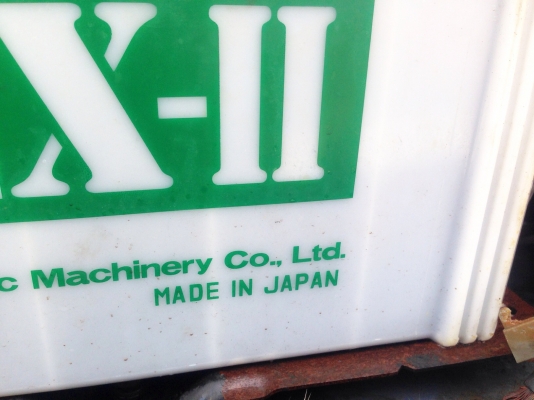 X-II
c Machinery Co., Ltd.
MADE IN JAPAN